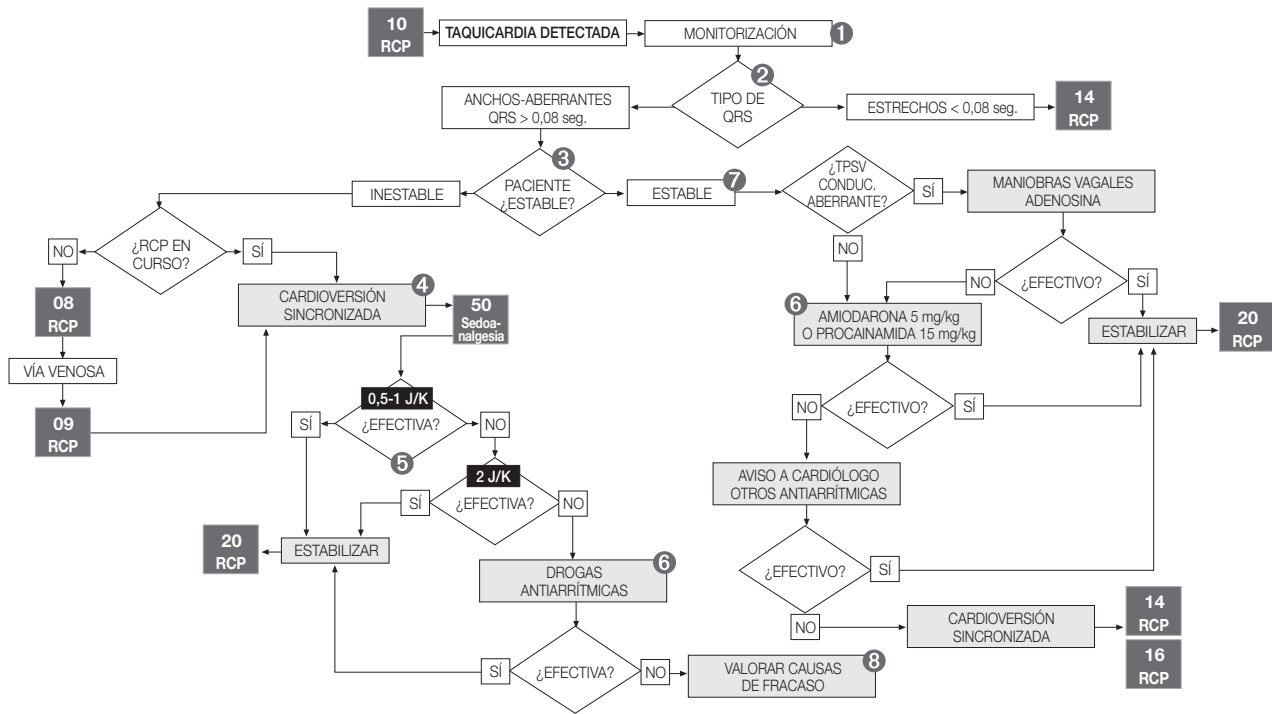 10
RCP
TAQUICARDIA DETECTADA
MONITORIZACIÓN
1
2
TIPO DE
QRS
ANCHOS-ABERRANTES
QRS > 0,08 seg.
ESTRECHOS < 0,08 seg.
14
RCP
3
PACIENTE
¿ESTABLE?
INESTABLE
ESTABLE
7
¿TPSV
CONDUC.
ABERRANTE?
SÍ
MANIOBRAS VAGALES
ADENOSINA
NO
¿RCP EN
CURSO?
SÍ
NO
NO
¿EFECTIVO?
SÍ
08
RCP
4
CARDIOVERSIÓN
SINCRONIZADA
50
Sedoa-
nalgesia
6
AMIODARONA 5 mg/kg
O PROCAINAMIDA 15 mg/kg
ESTABILIZAR
20
RCP
VÍA VENOSA
09
RCP
0,5-1 J/K
SÍ
¿EFECTIVA?
NO
5
NO
¿EFECTIVO?
SÍ
2 J/K
SÍ
¿EFECTIVA?
NO
AVISO A CARDIÓLOGO
OTROS ANTIARRÍTMICAS
20
RCP
ESTABILIZAR
6
DROGAS
ANTIARRÍTMICAS
¿EFECTIVO?
SÍ
NO
CARDIOVERSIÓN
SINCRONIZADA
14
RCP
16
RCP
SÍ
¿EFECTIVA?
NO
8
VALORAR CAUSAS
DE FRACASO